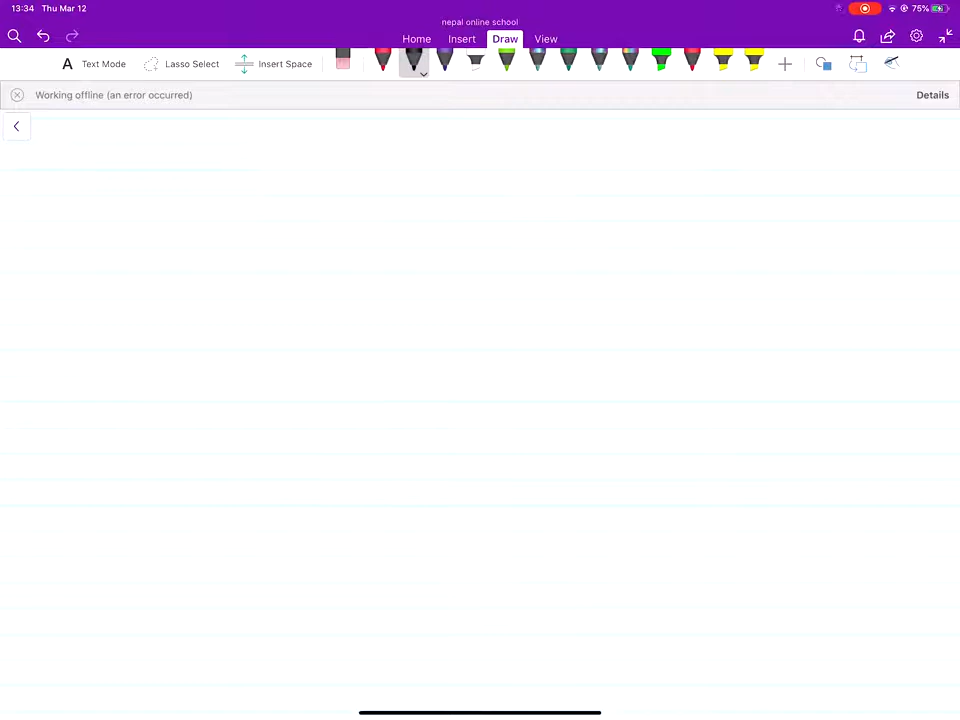 13:34 Thu Mar 12
75%
nepal online school
Home Insert Draw View
A Text Mode Lasso Select Insert Space
Working offline (an error occurred) Details